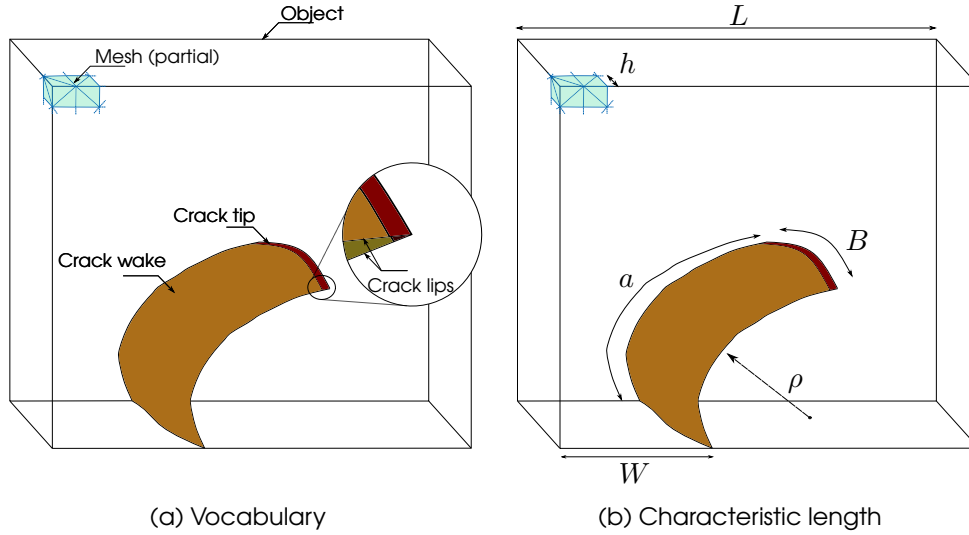 Object
Mesh (partial)
Crack tip
Crack wake
Crack lips
(a) Vocabulary
L
h
B
a
ρ
W
(b) Characteristic length